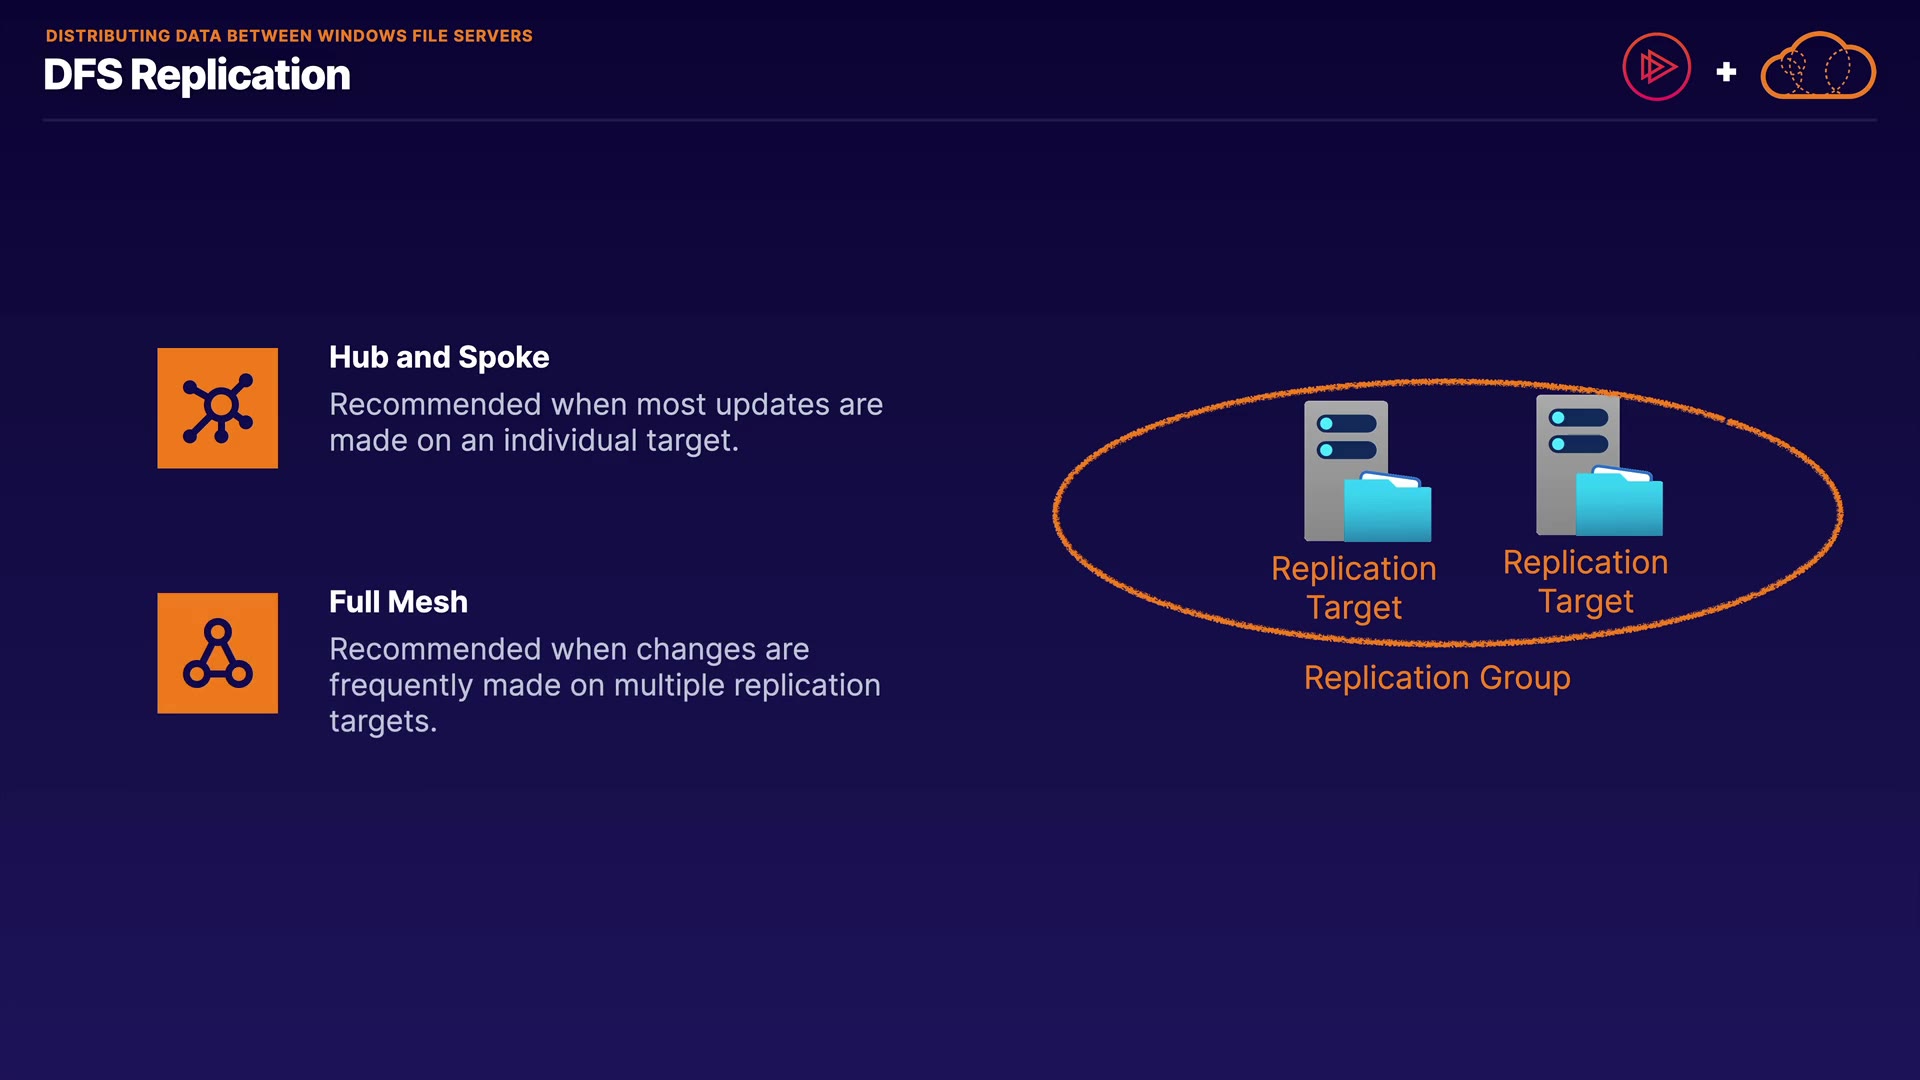 DISTRIBUTING DATA BETWEEN WINDOWS FILE SERVERS
DFS Replication
+
Hub and Spoke
Recommended when most updates are
made on an individual target.
Full Mesh
Recommended when changes are
frequently made on multiple replication
targets.
Replication
Target
Replication
Target
Replication Group